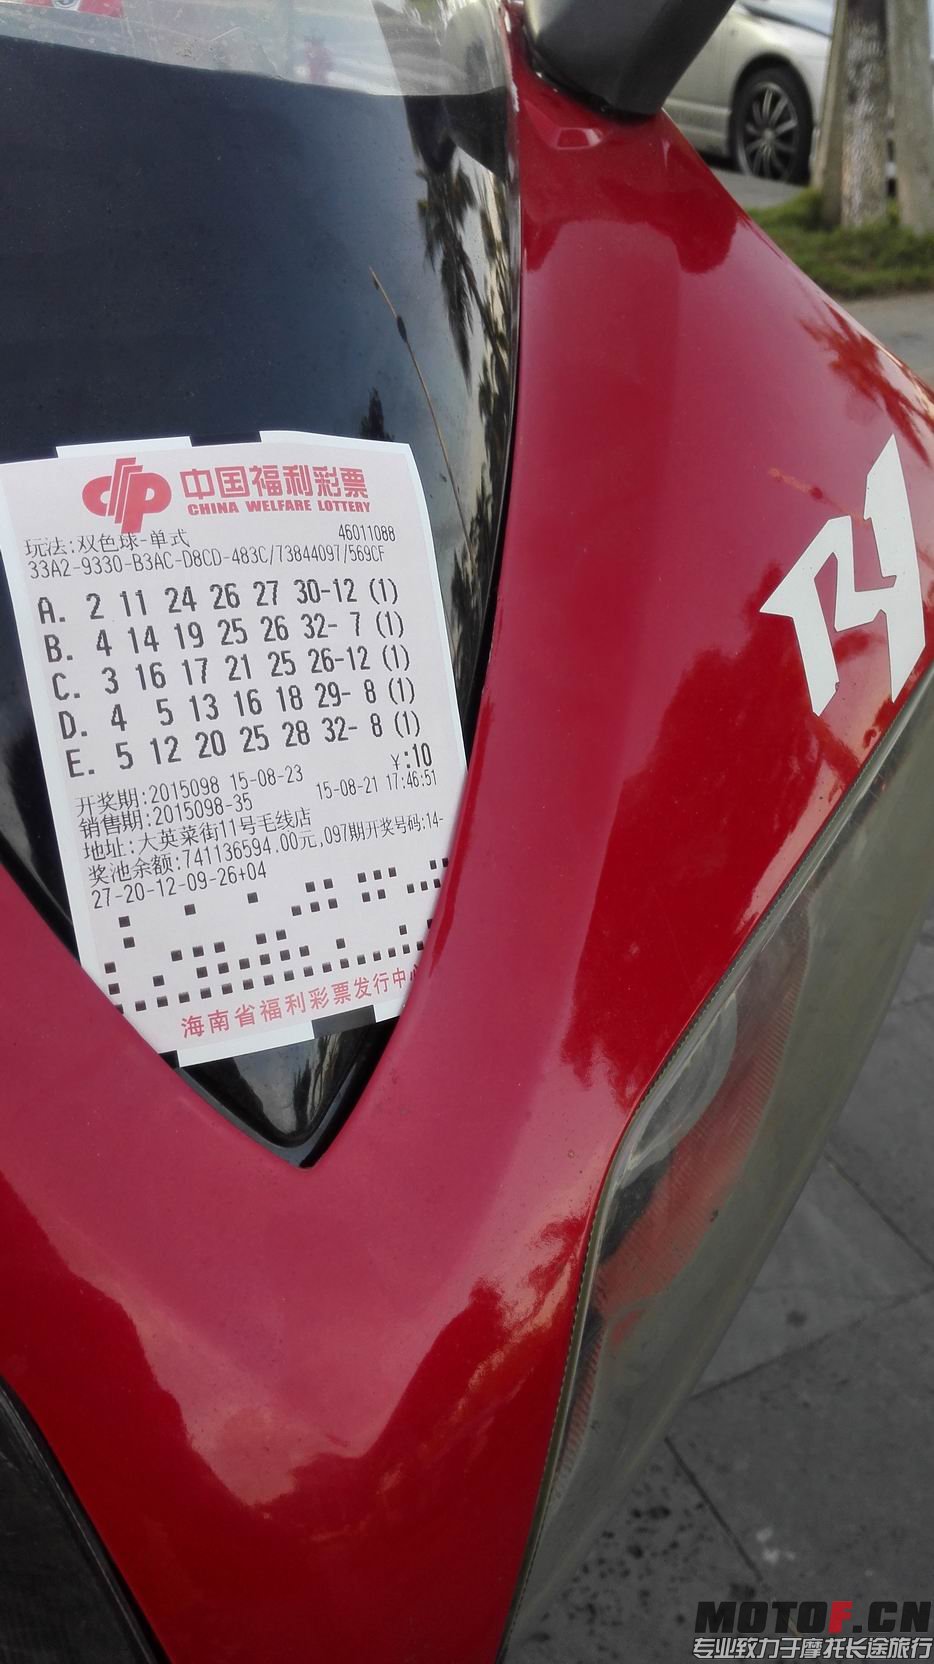 中国福利彩票
CHINA WELFARE LOTTERY
玩法:双色球-单式 46011088
33A2-9330-B3AC-D8CD-483C/73844097/569CF
A. 2 11 24 26 27 30-12 (1)
B. 4 14 19 25 26 32- 7 (1)
C. 3 16 17 21 25 26-12 (1)
D. 4 5 13 16 18 29- 8 (1)
E. 5 12 20 25 28 32- 8 (1)
¥:10
开奖期:2015098 15-08-23
销售期:2015098-35 15-08-21 17:46:51
地址:大英菜街11号毛线店
奖池余额:741136594.00元,097期开奖号码:14-
27-20-12-09-26+04
海南省福利彩票发行中心
MOTOF.CN
专业致力于摩托长途旅行